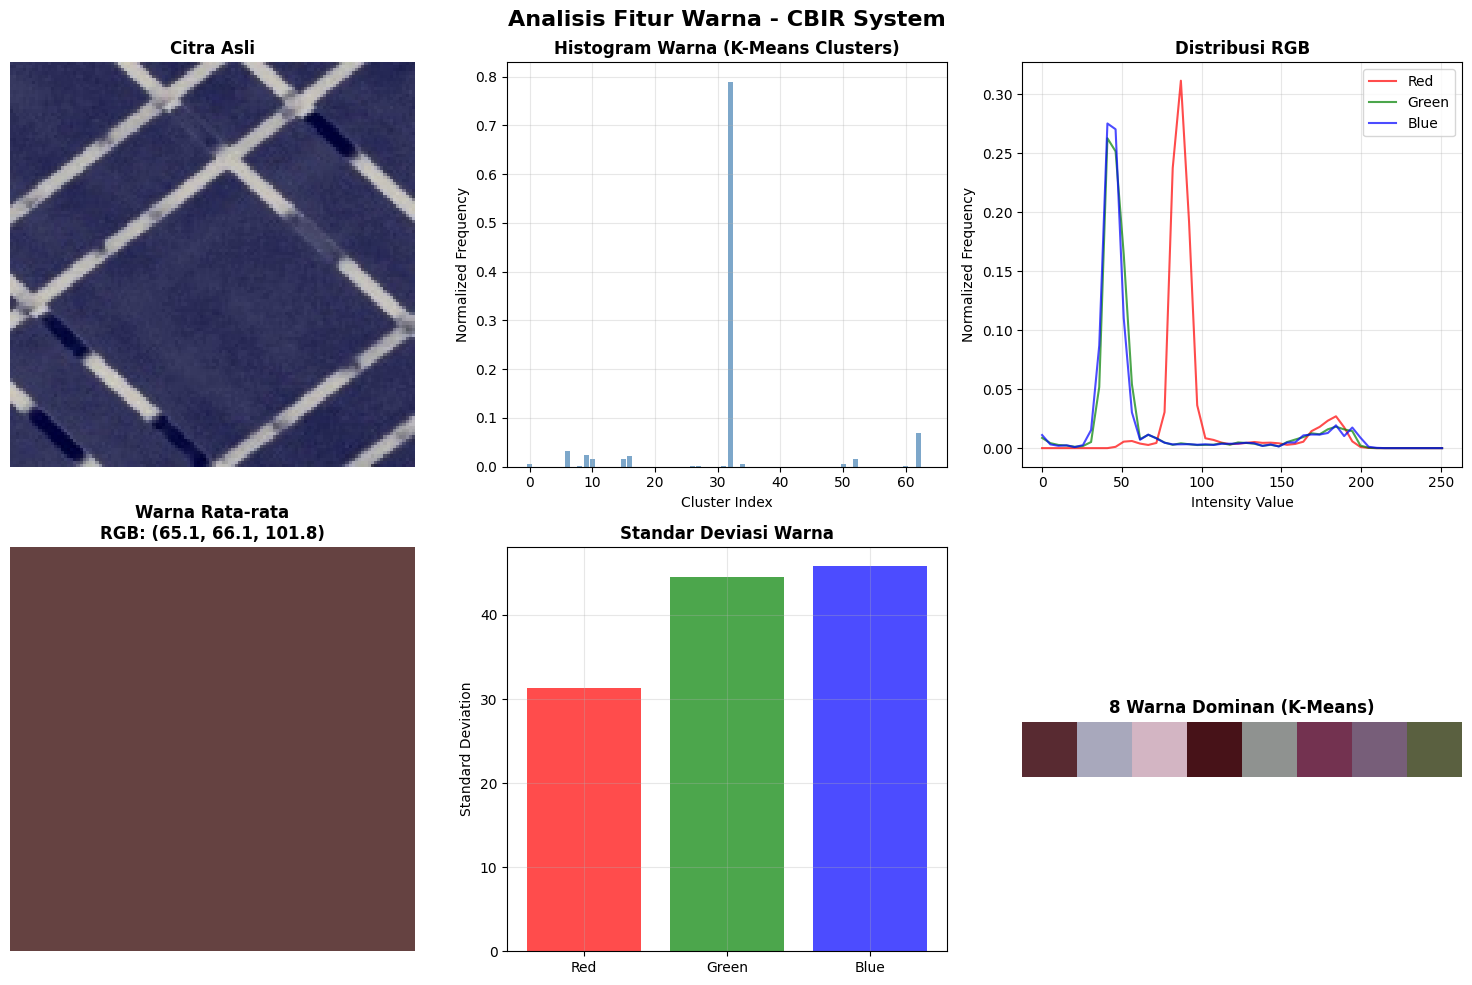 Analisis Fitur Warna - CBIR System
Citra Asli
Histogram Warna (K-Means Clusters)
Normalized Frequency
0.8
0.7
0.6
0.5
0.4
0.3
0.2
0.1
0.0
0 10 20 30 40 50 60
Cluster Index
Distribusi RGB
Normalized Frequency
0.30
0.25
0.20
0.15
0.10
0.05
0.00
Red
Green
Blue
0 50 100 150 200 250
Intensity Value
Warna Rata-rata
RGB: (65.1, 66.1, 101.8)
Standar Deviasi Warna
Standard Deviation
40
30
20
10
0
Red Green Blue
8 Warna Dominan (K-Means)